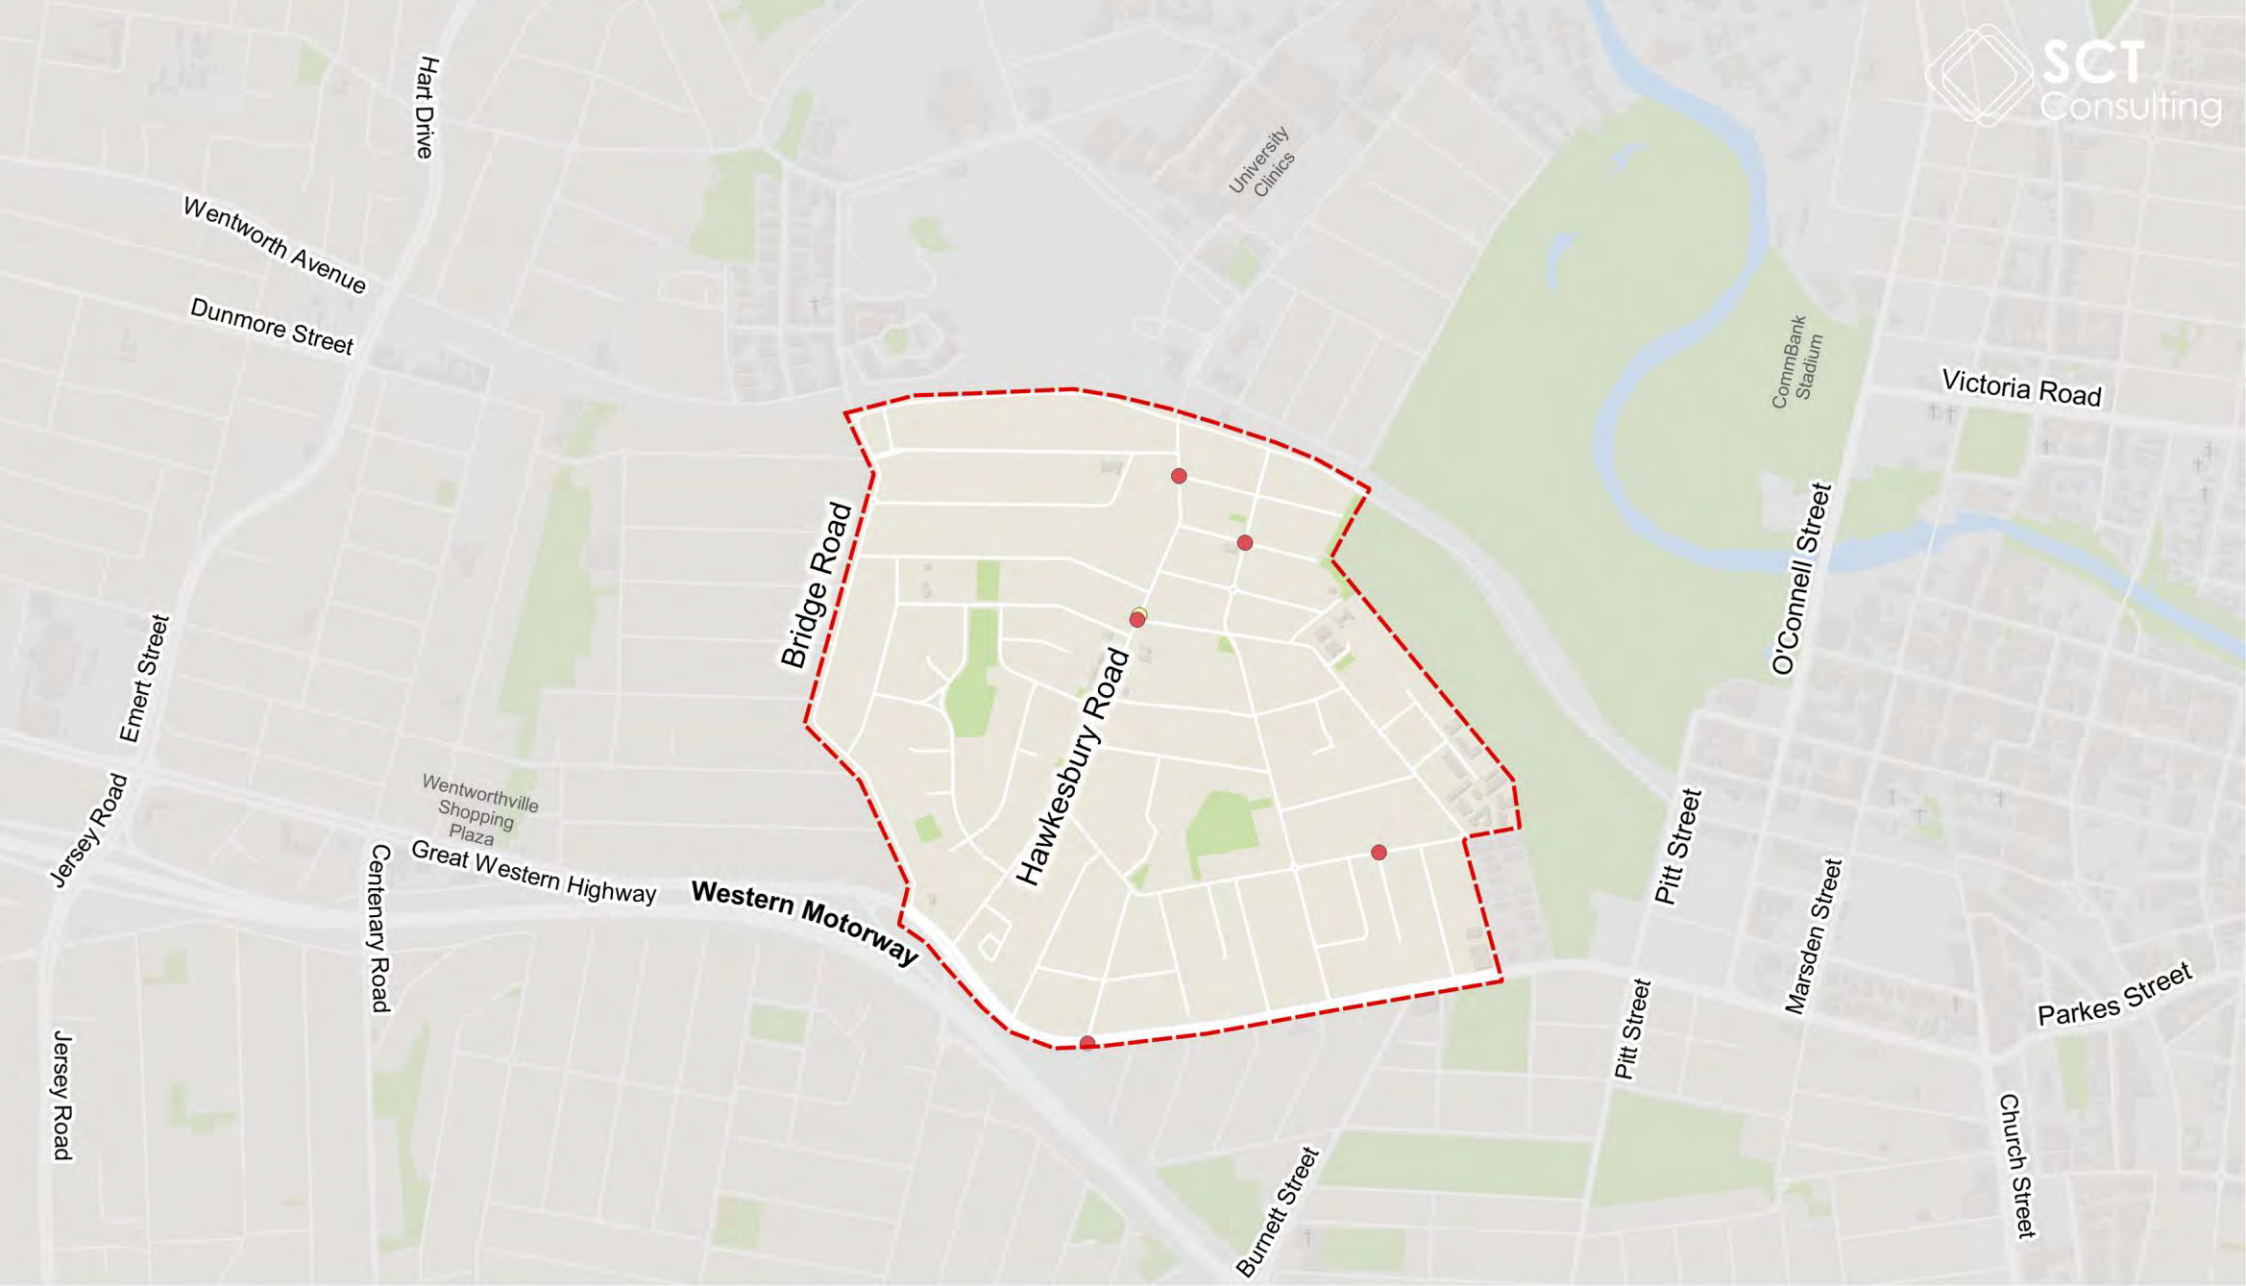 SCT
Consulting
Hart Drive
University
Clinics
Wentworth Avenue
Dunmore Street
CommBank
Stadium
Victoria Road
Bridge Road
O'Connell Street
Emert Street
Hawkesbury Road
Jersey Road
Wentworthville
Shopping
Plaza
Great Western Highway
Western Motorway
Centenary Road
Pitt Street
Marsden Street
Parkes Street
Pitt Street
Jersey Road
Church Street
Burnett Street